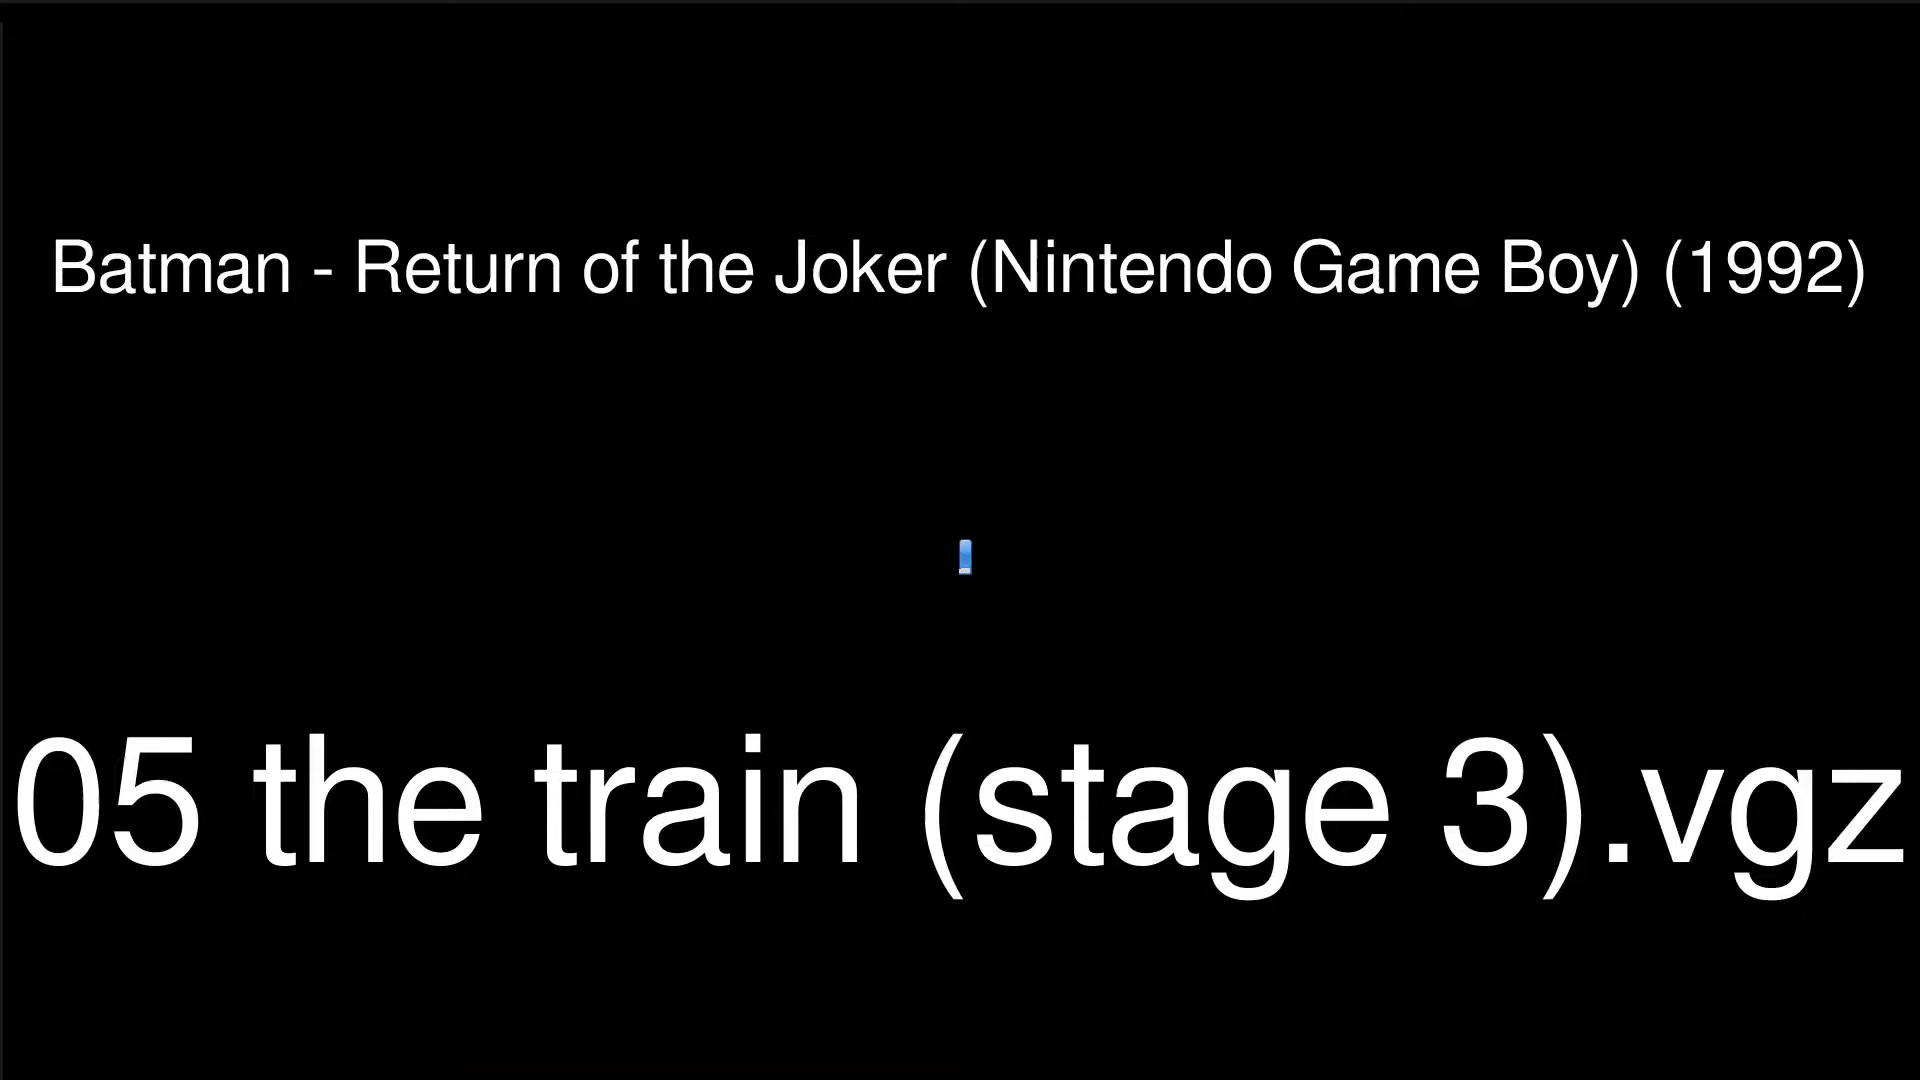 Batman - Return of the Joker (Nintendo Game Boy) (1992)
05 the train (stage 3).vgz